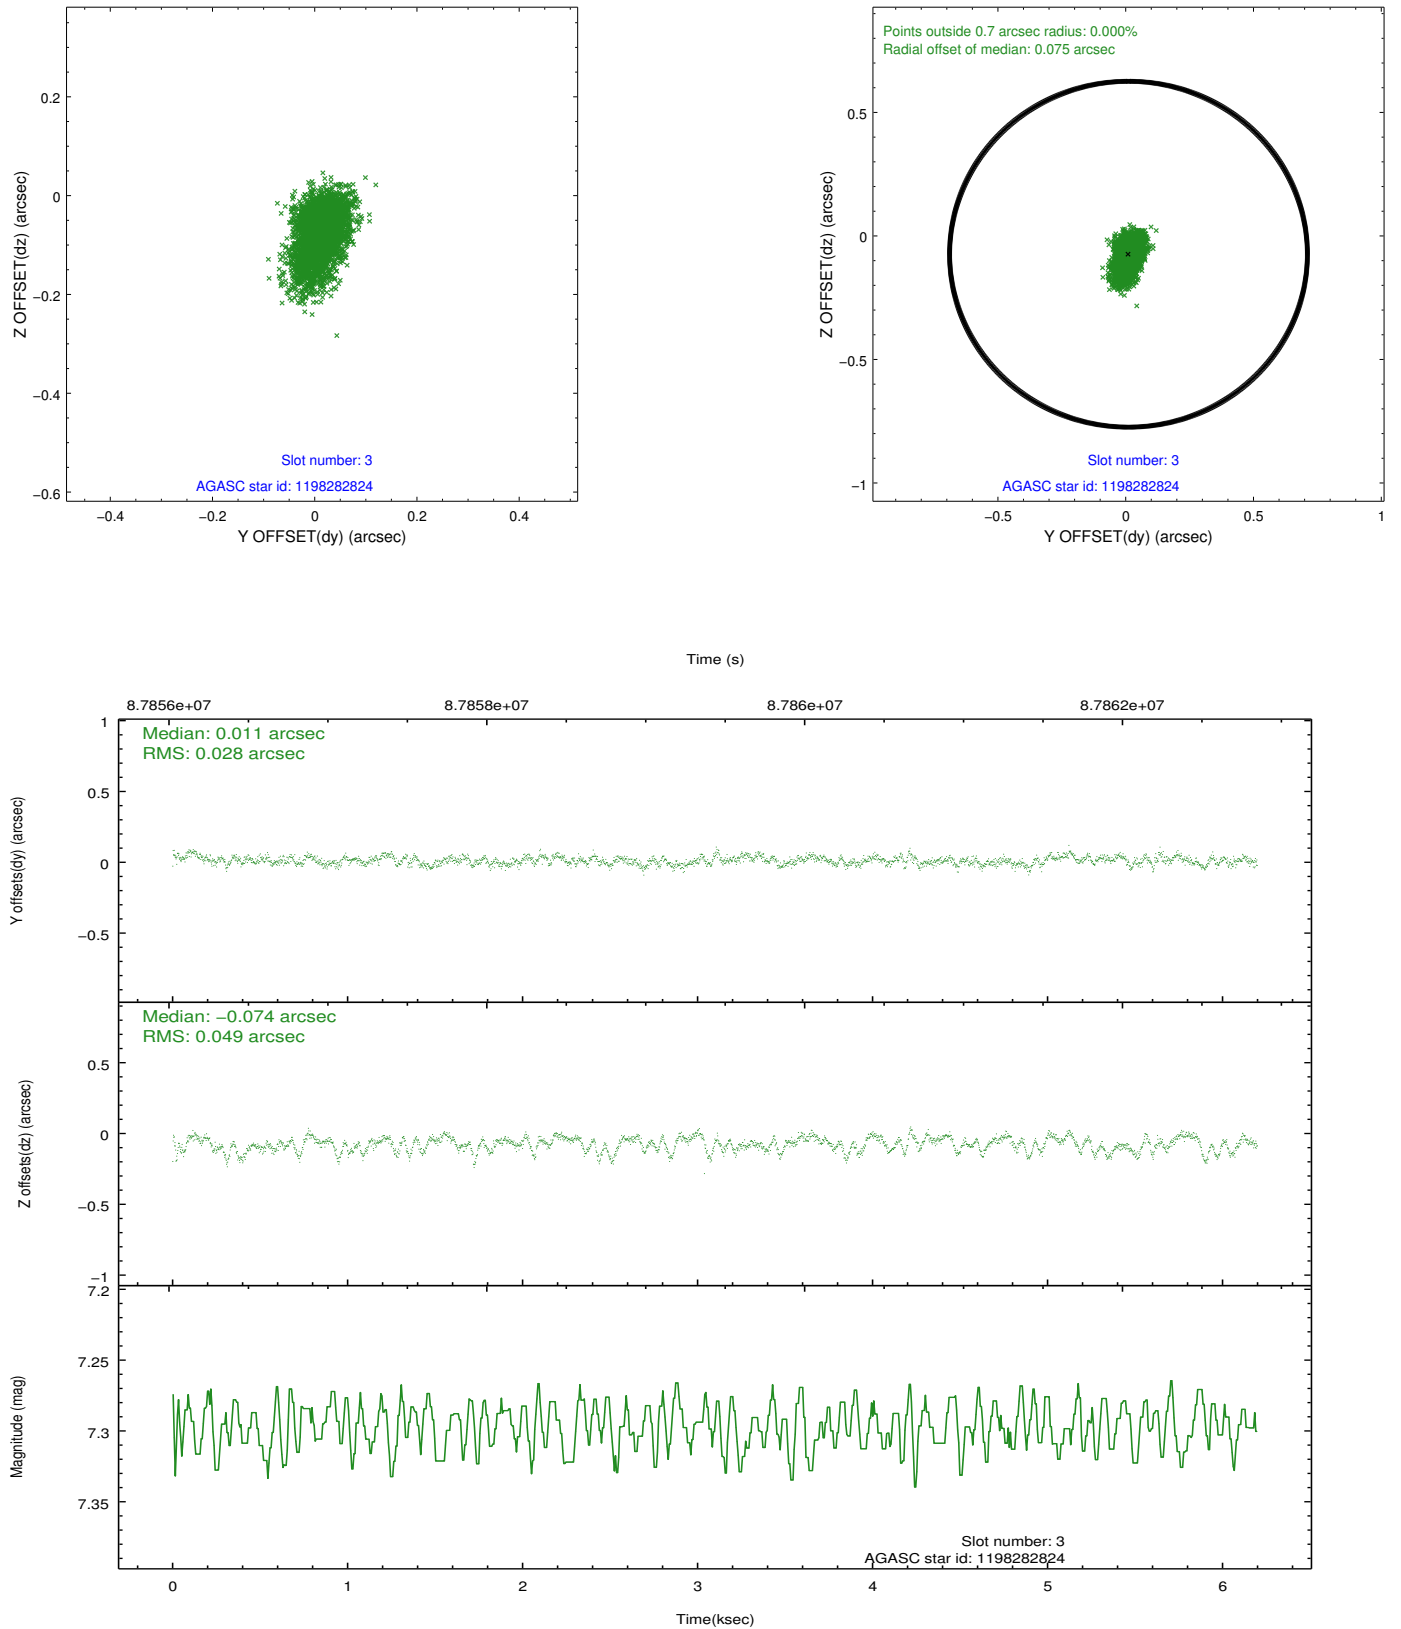 0.2
0
−0.2
−0.4
−0.6
Z OFFSET(dz) (arcsec)
Slot number: 3
AGASC star id: 1198282824
−0.4
−0.2
0
0.2
0.4
Y OFFSET(dy) (arcsec)
Points outside 0.7 arcsec radius: 0.000%
Radial offset of median: 0.075 arcsec
0.5
0
−0.5
−1
Z OFFSET(dz) (arcsec)
Slot number: 3
AGASC star id: 1198282824
−0.5
0
0.5
1
Y OFFSET(dy) (arcsec)
Time (s)
8.7856e+07
8.7858e+07
8.786e+07
8.7862e+07
Median: 0.011 arcsec
RMS: 0.028 arcsec
1
0.5
0
−0.5
Y offsets(dy) (arcsec)
Median: −0.074 arcsec
RMS: 0.049 arcsec
0.5
0
−0.5
−1
Z offsets(dz) (arcsec)
7.2
7.25
7.3
7.35
Magnitude (mag)
Slot number: 3
AGASC star id: 1198282824
0
1
2
3
4
5
6
Time(ksec)